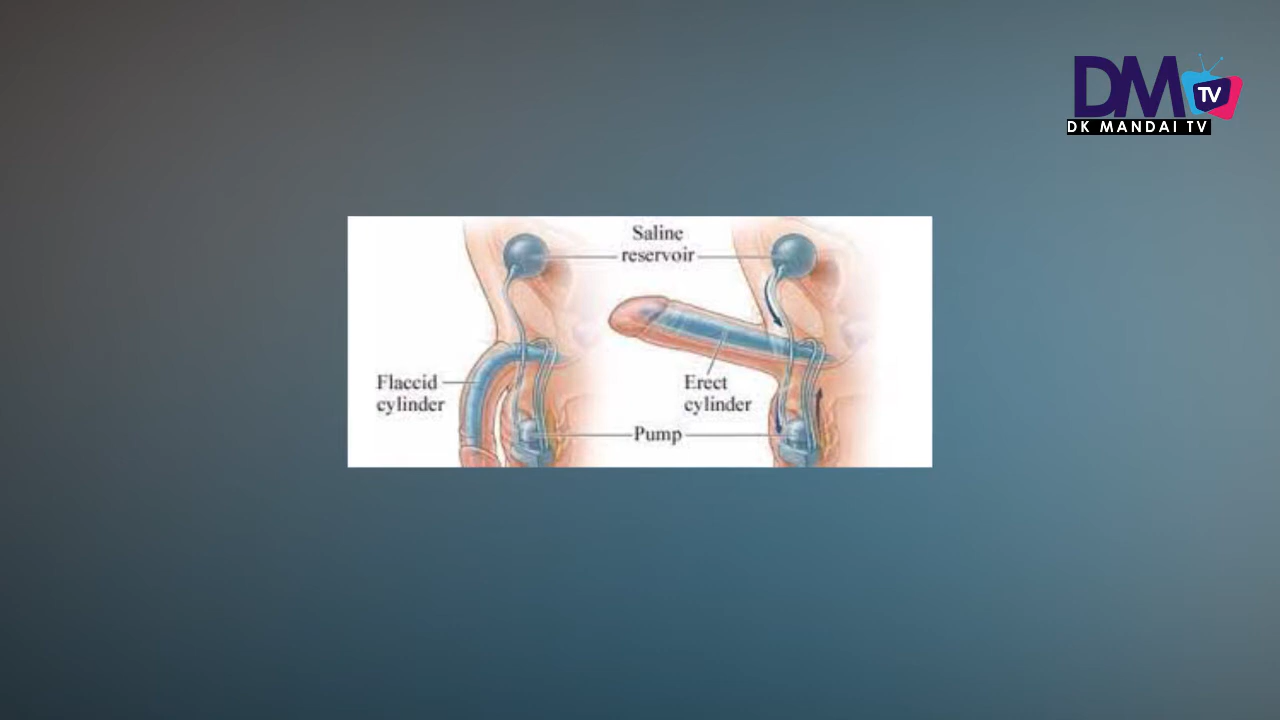 DM TV
DK MANDAI TV
Saline
reservoir
Flaccid
cylinder
Erect
cylinder
Pump